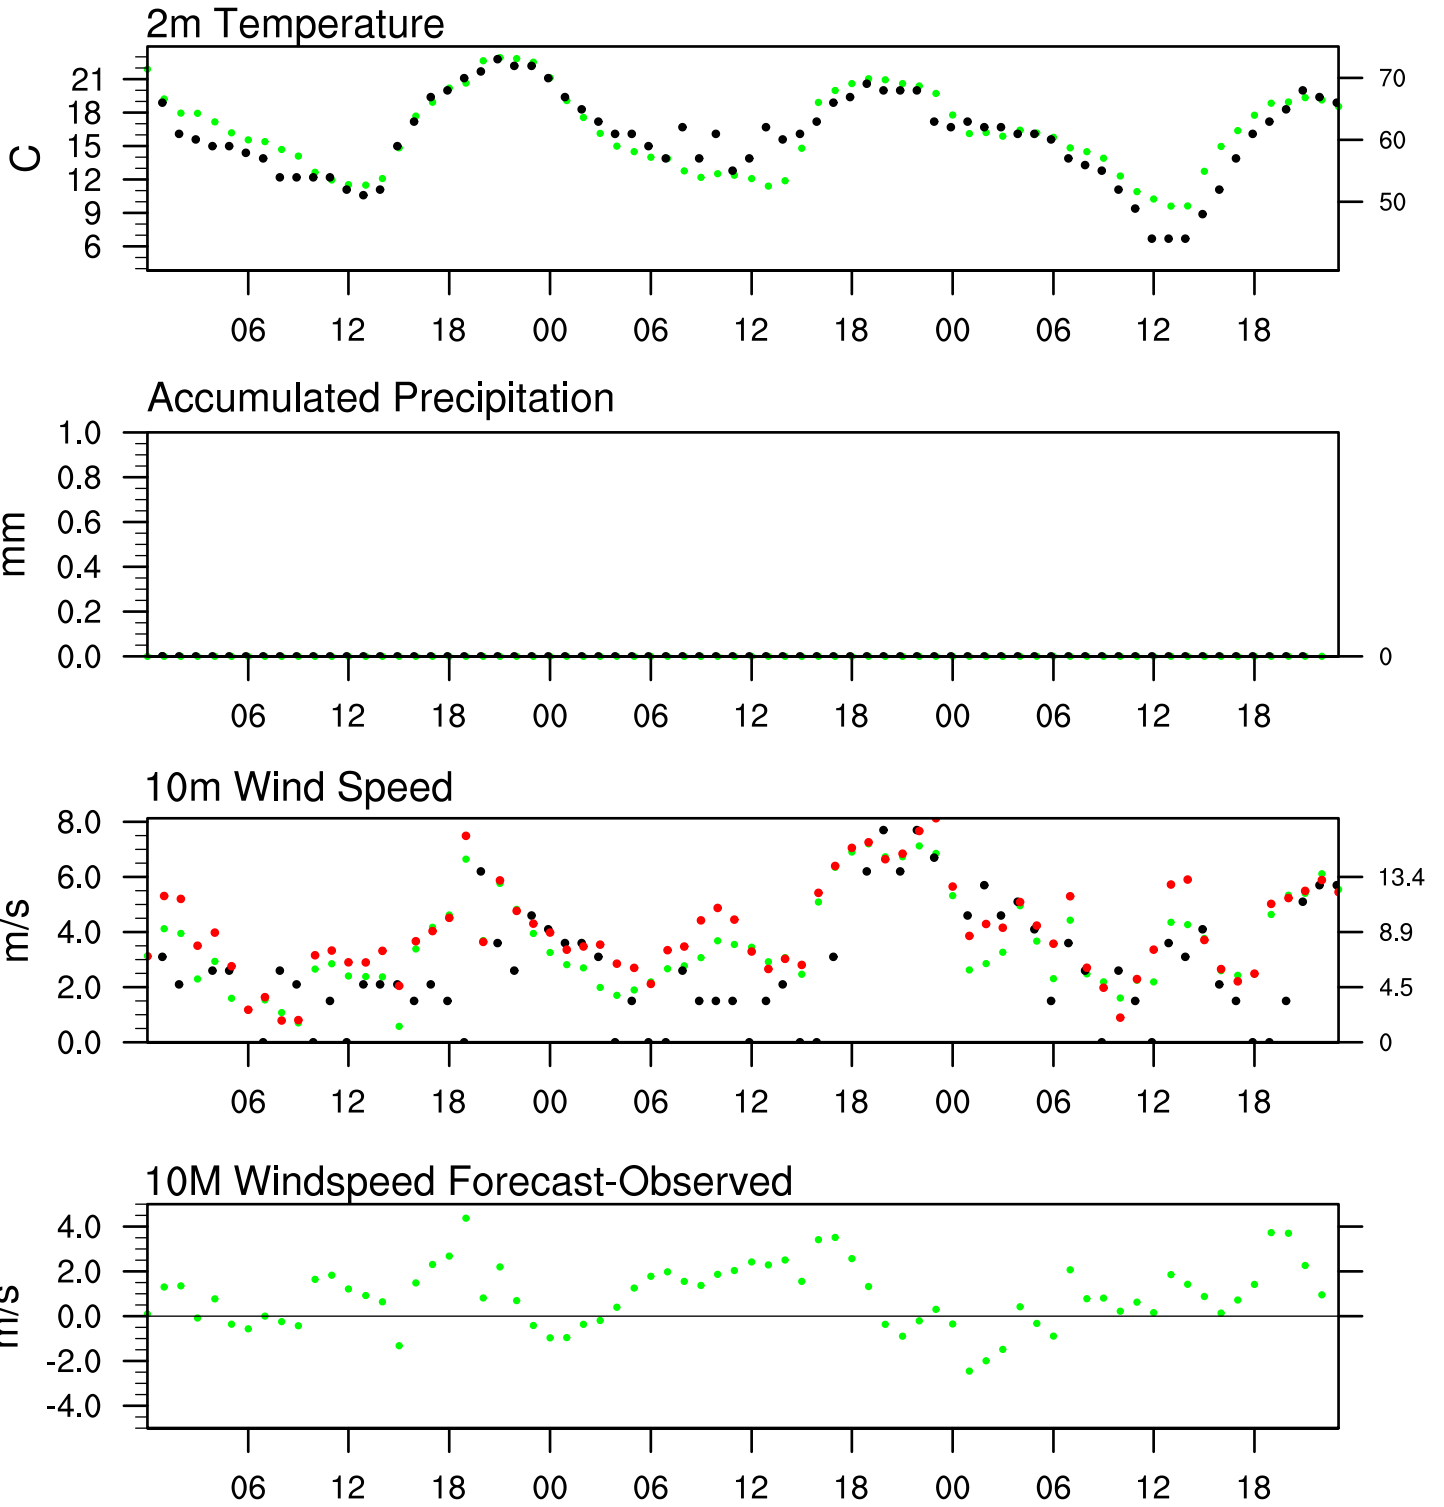 2m Temperature
21
18
15
12
9
6
C
70
60
50
06 12 18 00 06 12 18 00 06 12 18
Accumulated Precipitation
1.0
0.8
0.6
0.4
0.2
0.0
mm
0
06 12 18 00 06 12 18 00 06 12 18
10m Wind Speed
8.0
6.0
4.0
2.0
0.0
m/s
13.4
8.9
4.5
0
06 12 18 00 06 12 18 00 06 12 18
10M Windspeed Forecast-Observed
4.0
2.0
0.0
-2.0
-4.0
m/s
06 12 18 00 06 12 18 00 06 12 18